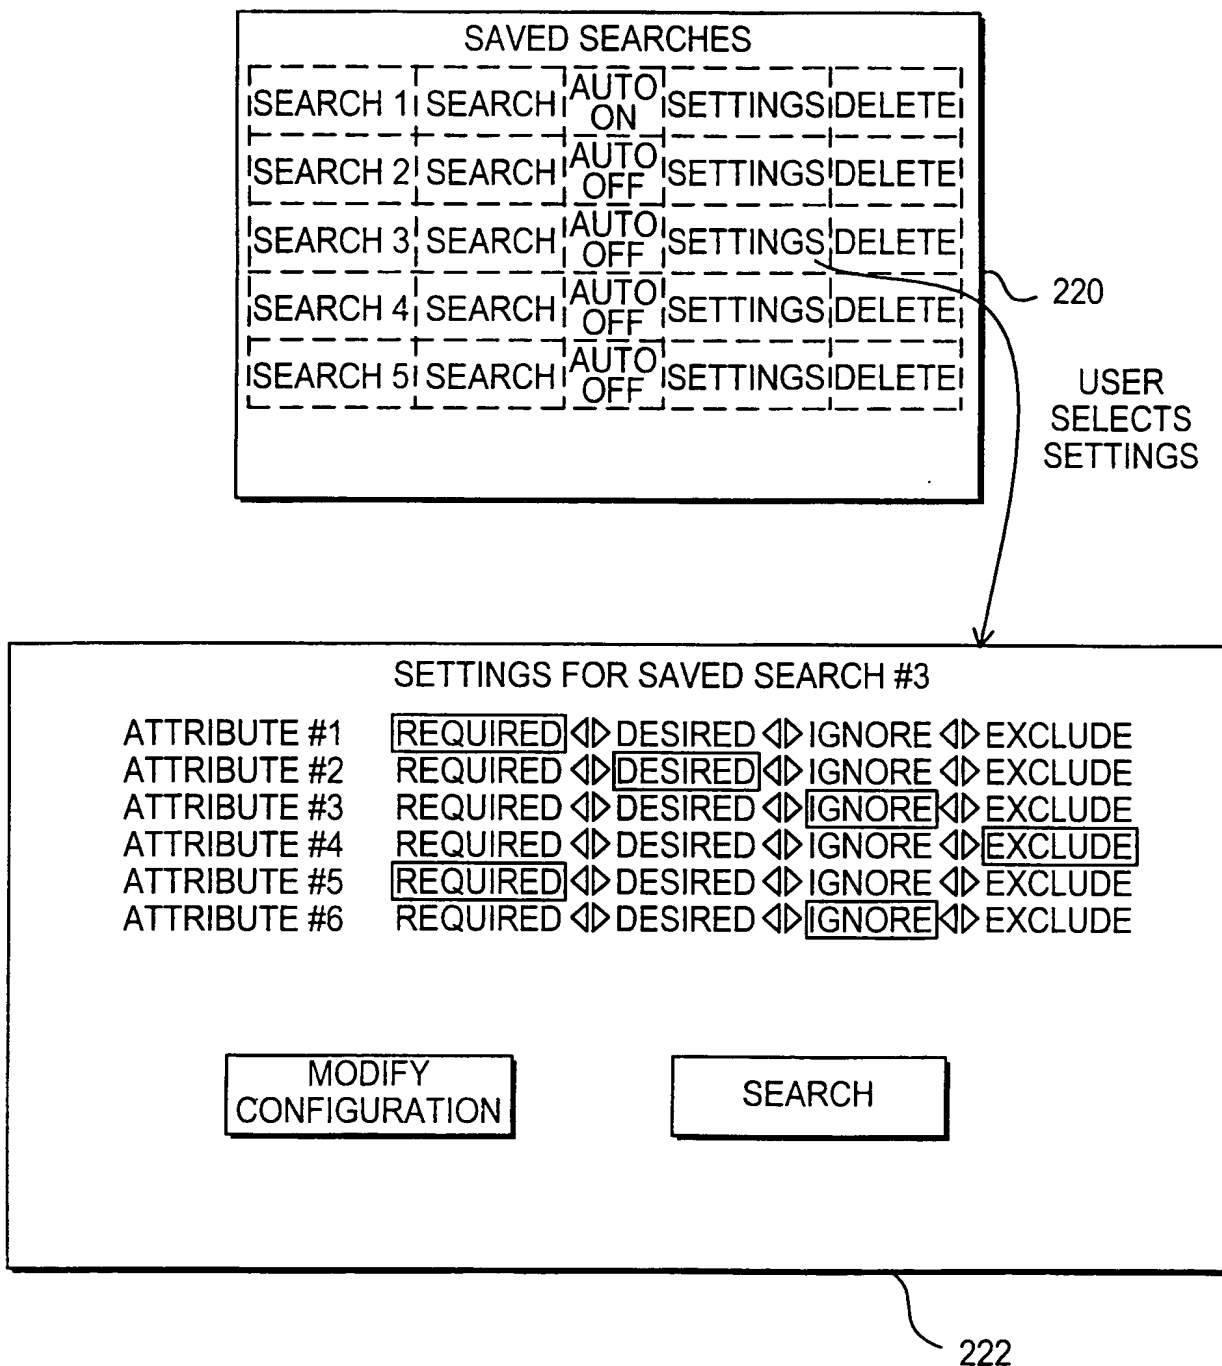 SAVED SEARCHES
SEARCH 1 SEARCH AUTO ON SETTINGS DELETE
SEARCH 2 SEARCH AUTO OFF SETTINGS DELETE
SEARCH 3 SEARCH AUTO OFF SETTINGS DELETE
SEARCH 4 SEARCH AUTO OFF SETTINGS DELETE
SEARCH 5 SEARCH AUTO OFF SETTINGS DELETE
220
USER
SELECTS
SETTINGS
SETTINGS FOR SAVED SEARCH #3
ATTRIBUTE #1 REQUIRED DESIRED IGNORE EXCLUDE
ATTRIBUTE #2 REQUIRED DESIRED IGNORE EXCLUDE
ATTRIBUTE #3 REQUIRED DESIRED IGNORE EXCLUDE
ATTRIBUTE #4 REQUIRED DESIRED IGNORE EXCLUDE
ATTRIBUTE #5 REQUIRED DESIRED IGNORE EXCLUDE
ATTRIBUTE #6 REQUIRED DESIRED IGNORE EXCLUDE
MODIFY
CONFIGURATION
SEARCH
222